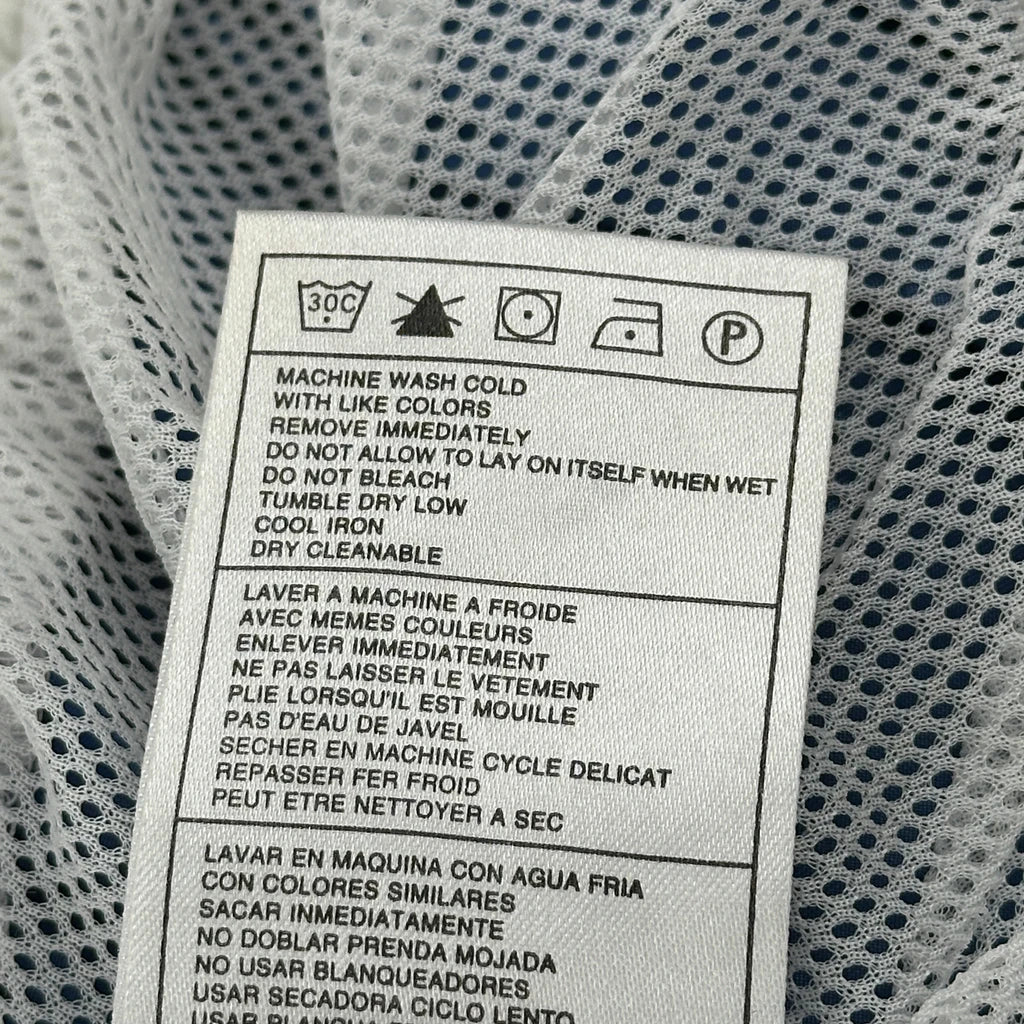 30C P
MACHINE WASH COLD
WITH LIKE COLORS
REMOVE IMMEDIATELY
DO NOT ALLOW TO LAY ON ITSELF WHEN WET
DO NOT BLEACH
TUMBLE DRY LOW
COOL IRON
DRY CLEANABLE
LAVER A MACHINE A FROIDE
AVEC MEMES COULEURS
ENLEVER IMMEDIATEMENT
NE PAS LAISSER LE VETEMENT
PLIE LORSQU'IL EST MOUILLE
PAS D'EAU DE JAVEL
SECHER EN MACHINE CYCLE DELICAT
REPASSER FER FROID
PEUT ETRE NETTOYER A SEC
LAVAR EN MAQUINA CON AGUA FRIA
CON COLORES SIMILARES
SACAR INMEDIATAMENTE
NO DOBLAR PRENDA MOJADA
NO USAR BLANQUEADORES
USAR SECADORA CICLO LENTO